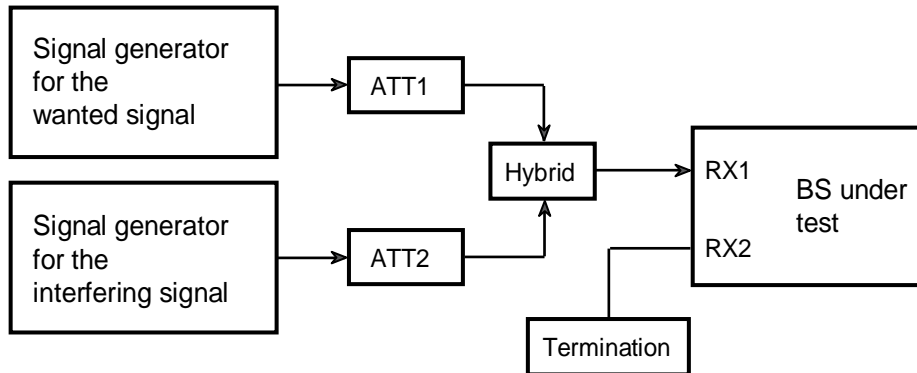 Signal generator
for the
wanted signal
ATT1
Hybrid
Signal generator
for the
interfering signal
ATT2
RX1
RX2
BS under
test
Termination